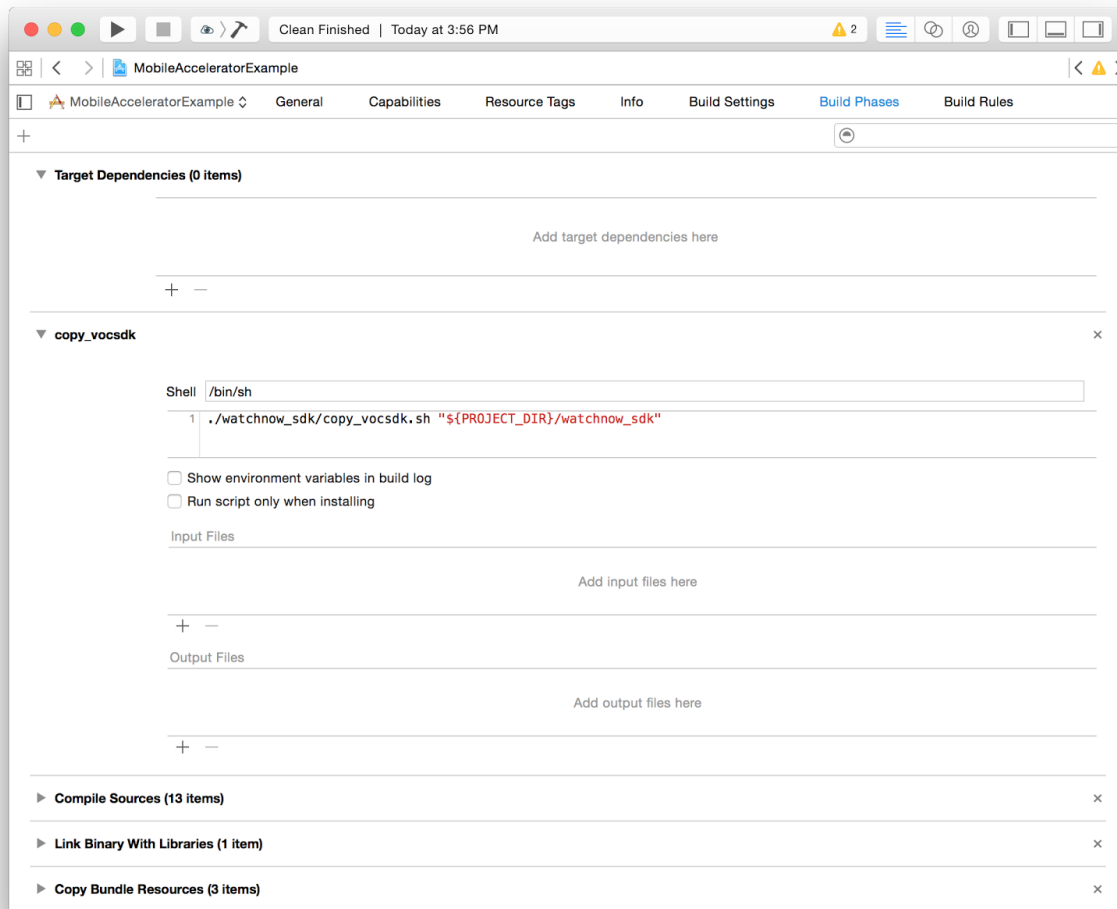 Clean Finished | Today at 3:56 PM 2
MobileAcceleratorExample
MobileAcceleratorExample General Capabilities Resource Tags Info Build Settings Build Phases Build Rules
Target Dependencies (0 items)
Add target dependencies here
copy_vocsdk
Shell /bin/sh
1 ./watchnow_sdk/copy_vocsdk.sh "${PROJECT_DIR}/watchnow_sdk"
Show environment variables in build log
Run script only when installing
Input Files
Add input files here
Output Files
Add output files here
Compile Sources (13 items)
Link Binary With Libraries (1 item)
Copy Bundle Resources (3 items)